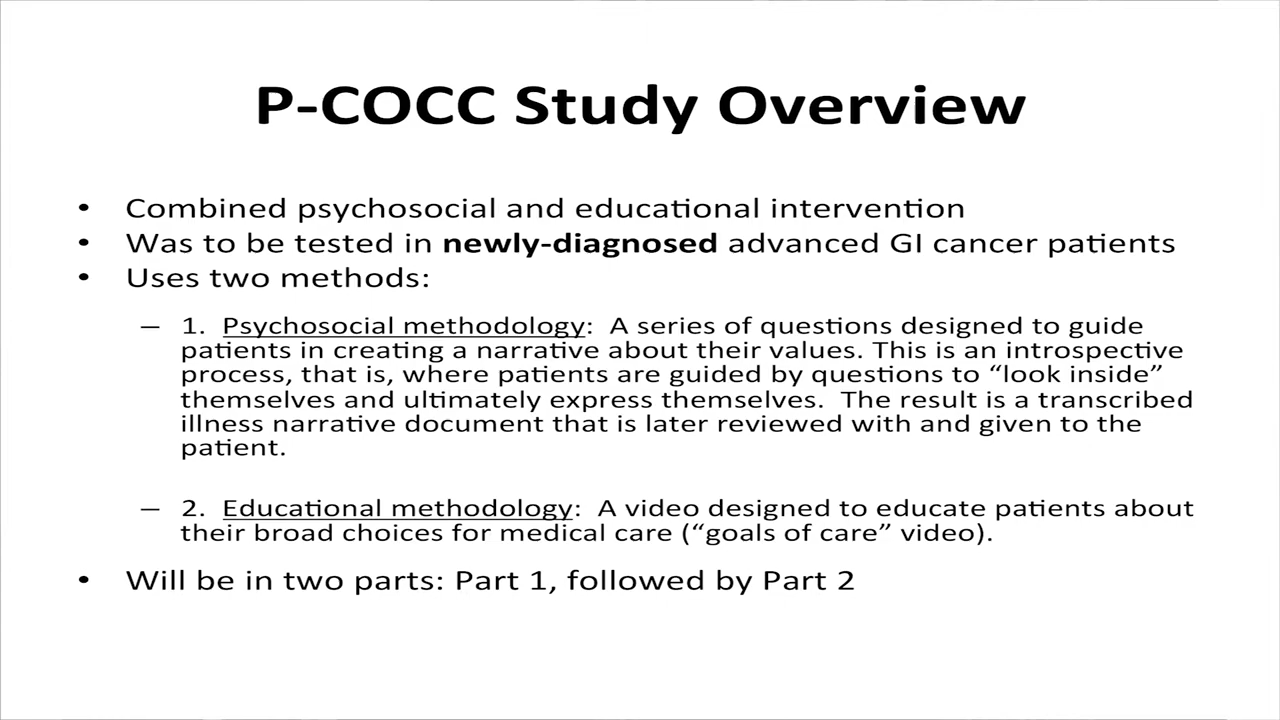 P-COCC Study Overview
• Combined psychosocial and educational intervention
• Was to be tested in newly-diagnosed advanced GI cancer patients
• Uses two methods:
– 1. Psychosocial methodology: A series of questions designed to guide
patients in creating a narrative about their values. This is an introspective
process, that is, where patients are guided by questions to “look inside”
themselves and ultimately express themselves. The result is a transcribed
illness narrative document that is later reviewed with and given to the
patient.
– 2. Educational methodology: A video designed to educate patients about
their broad choices for medical care (“goals of care” video).
• Will be in two parts: Part 1, followed by Part 2